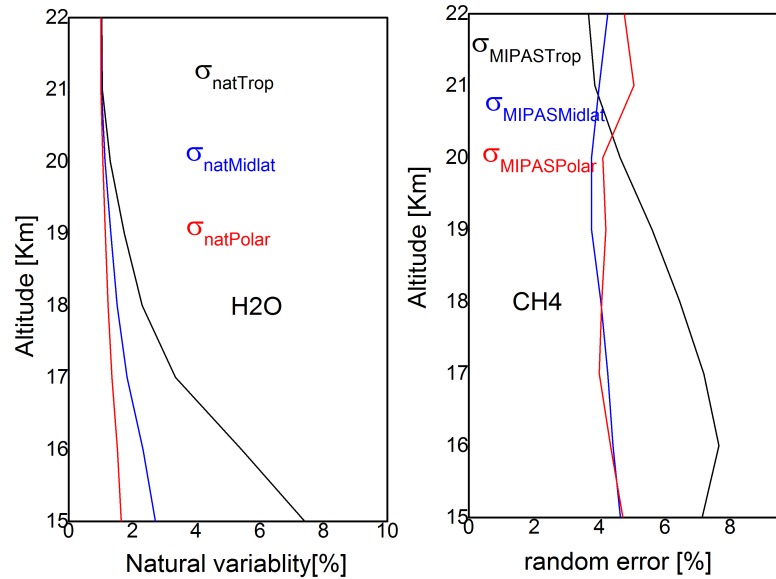 22
21
20
19
18
17
16
15
Altitude [Km]
σnatTrop
σnatMidlat
σnatPolar
H2O
0 2 4 6 8 10
Natural variablity[%]
22
21
20
19
18
17
16
15
Altitude [Km]
σMIPASTrop
σMIPASMidlat
σMIPASPolar
CH4
0 2 4 6 8
random error [%]